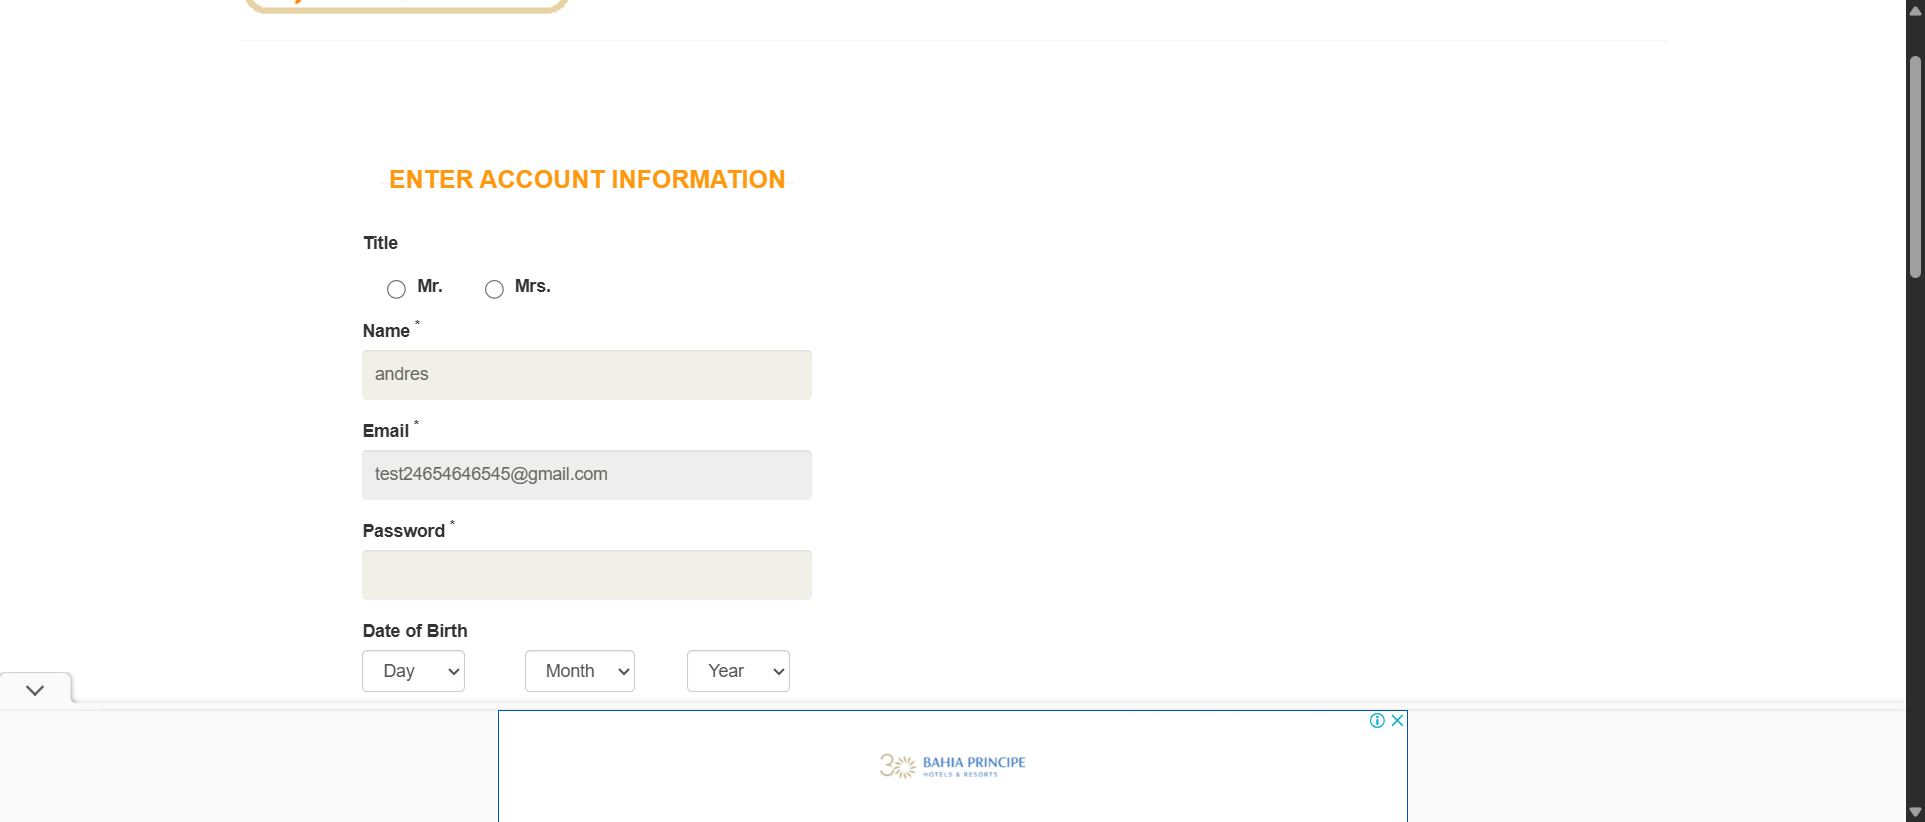 ENTER ACCOUNT INFORMATION
Title
Mr. Mrs.
Name *
andres
Email *
test24654646545@gmail.com
Password *
Date of Birth
Day Month Year
30 BAHIA PRINCIPE
HOTELS & RESORTS